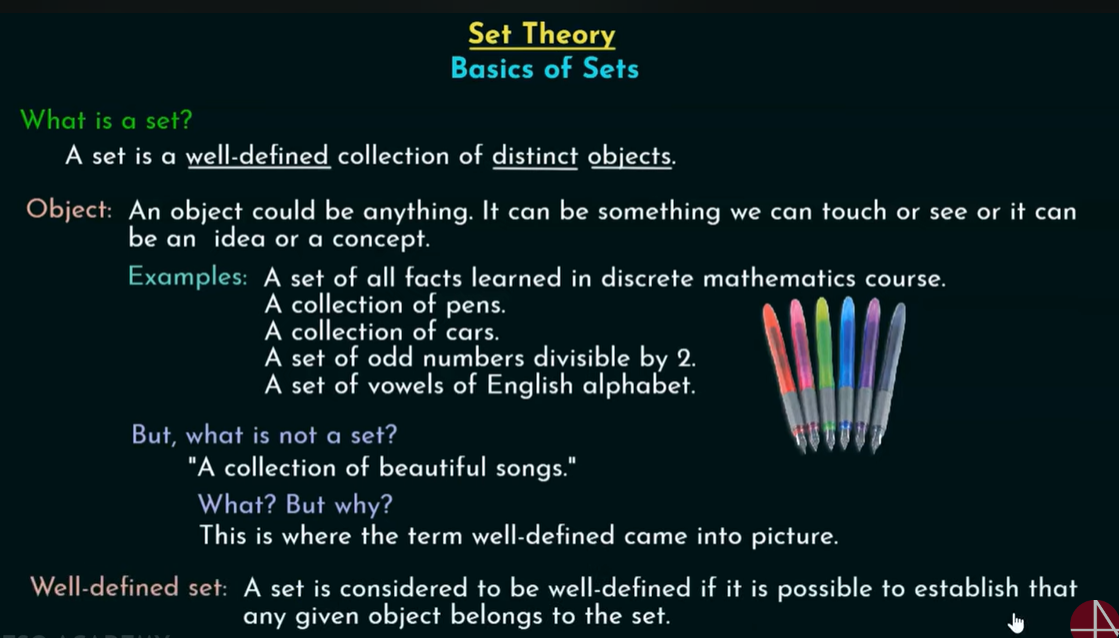 Set Theory
Basics of Sets
What is a set?
A set is a well-defined collection of distinct objects.
Object: An object could be anything. It can be something we can touch or see or it can
be an idea or a concept.
Examples: A set of all facts learned in discrete mathematics course.
A collection of pens.
A collection of cars.
A set of odd numbers divisible by 2.
A set of vowels of English alphabet.
But, what is not a set?
"A collection of beautiful songs."
What? But why?
This is where the term well-defined came into picture.
Well-defined set: A set is considered to be well-defined if it is possible to establish that
any given object belongs to the set.